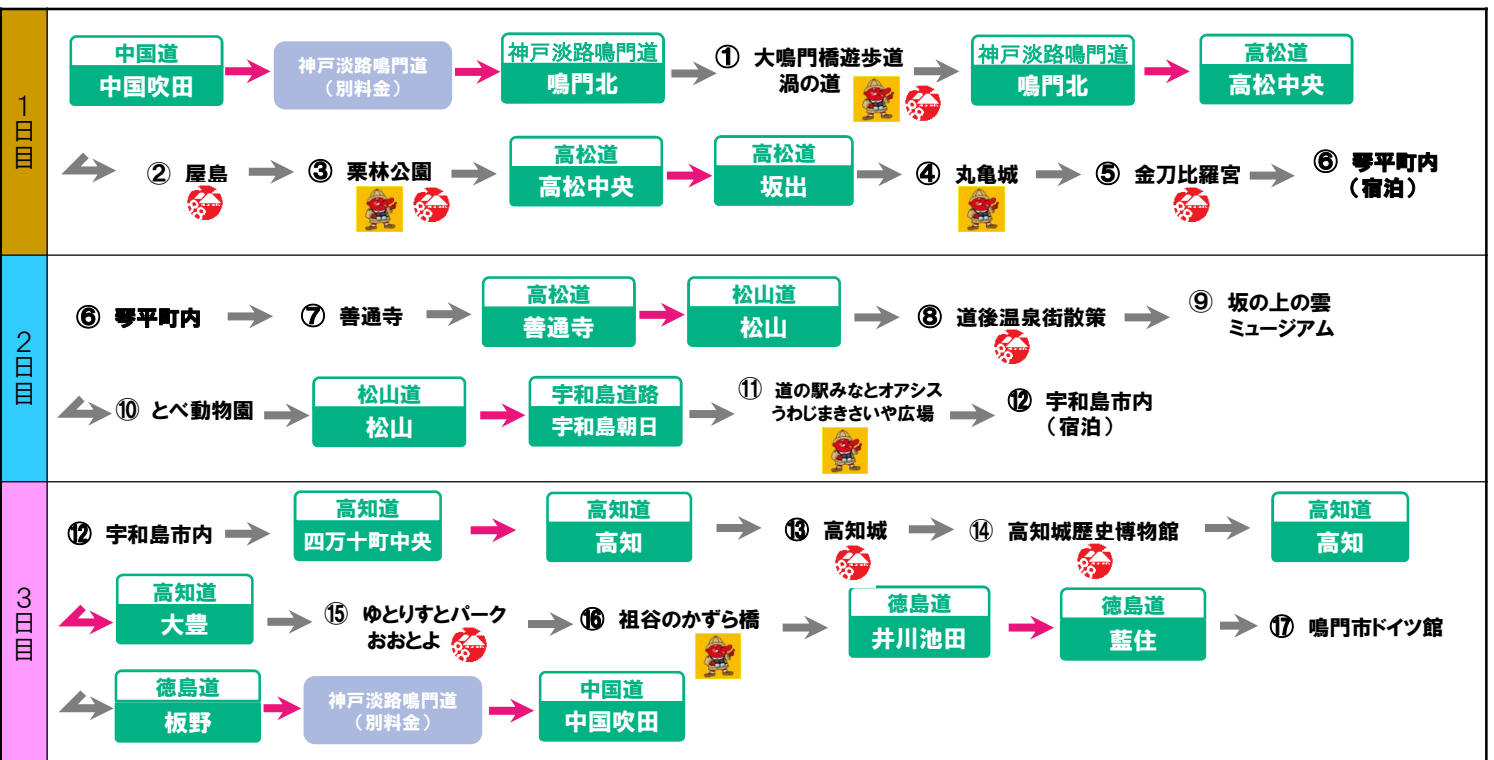 1日目
中国道
中国吹田
神戸淡路鳴門道
（別料金）
神戸淡路鳴門道
鳴門北
① 大鳴門橋遊歩道
渦の道
神戸淡路鳴門道
鳴門北
高松道
高松中央
② 屋島
③ 栗林公園
高松道
高松中央
高松道
坂出
④ 丸亀城
⑤ 金刀比羅宮
⑥ 琴平町内
（宿泊）
2日目
⑥ 琴平町内
⑦ 善通寺
高松道
善通寺
松山道
松山
⑧ 道後温泉街散策
⑨ 坂の上の雲
ミュージアム
⑩ とべ動物園
松山道
松山
宇和島道路
宇和島朝日
⑪ 道の駅みなとオアシス
うわじまきさいや広場
⑫ 宇和島市内
（宿泊）
3日目
⑫ 宇和島市内
高知道
四万十町中央
高知道
高知
⑬ 高知城
⑭ 高知城歴史博物館
高知道
高知
高知道
大豊
⑮ ゆとりすとパーク
おおとよ
⑯ 祖谷のかずら橋
徳島道
井川池田
徳島道
藍住
⑰ 鳴門市ドイツ館
徳島道
板野
神戸淡路鳴門道
（別料金）
中国道
中国吹田